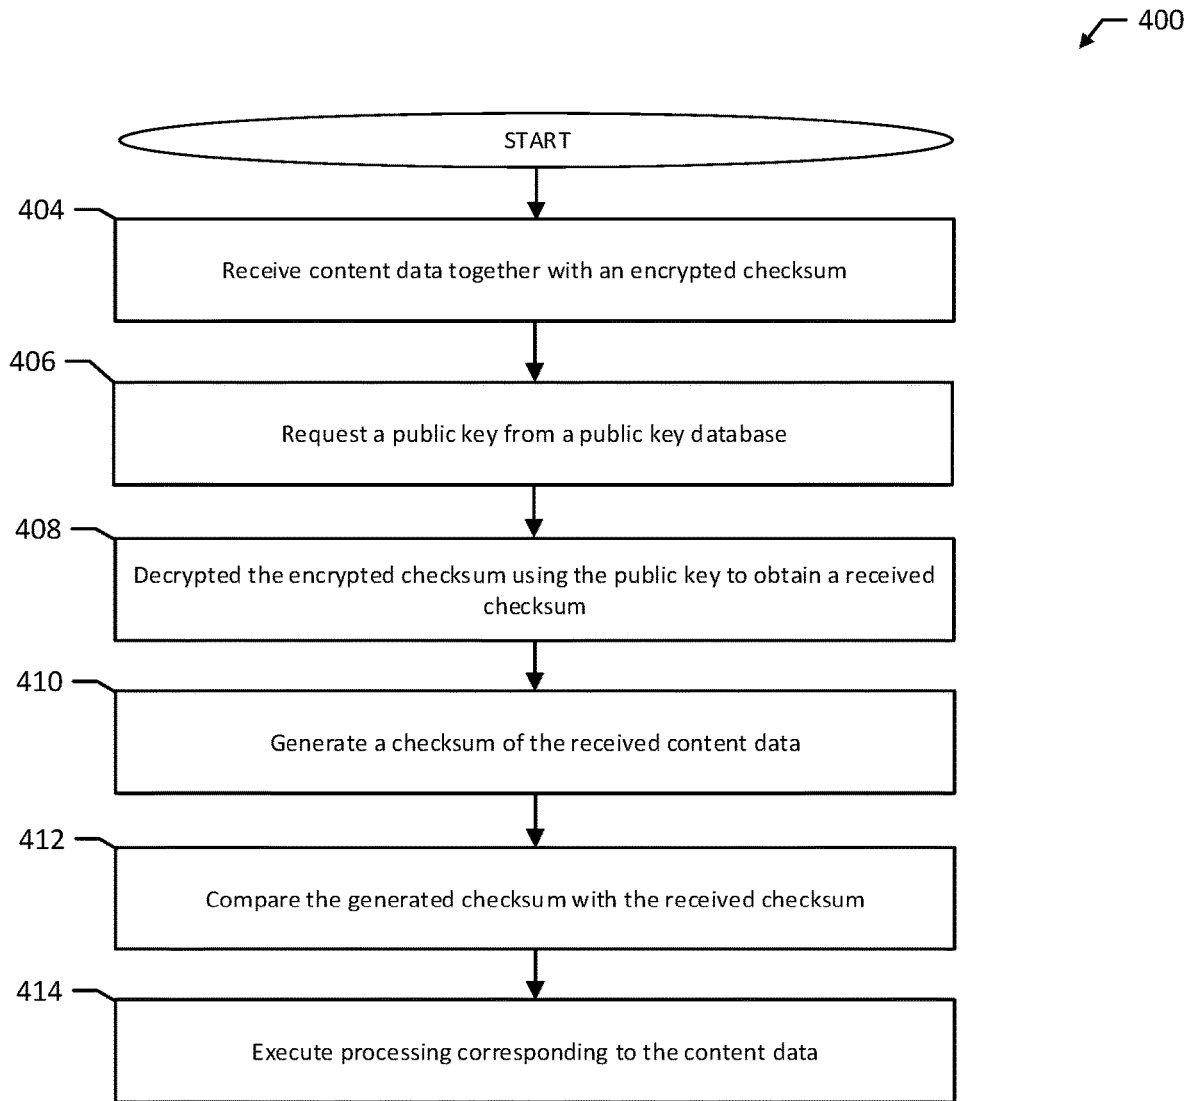 400
START
404
Receive content data together with an encrypted checksum
406
Request a public key from a public key database
408
Decrypted the encrypted checksum using the public key to obtain a received
checksum
410
Generate a checksum of the received content data
412
Compare the generated checksum with the received checksum
414
Execute processing corresponding to the content data